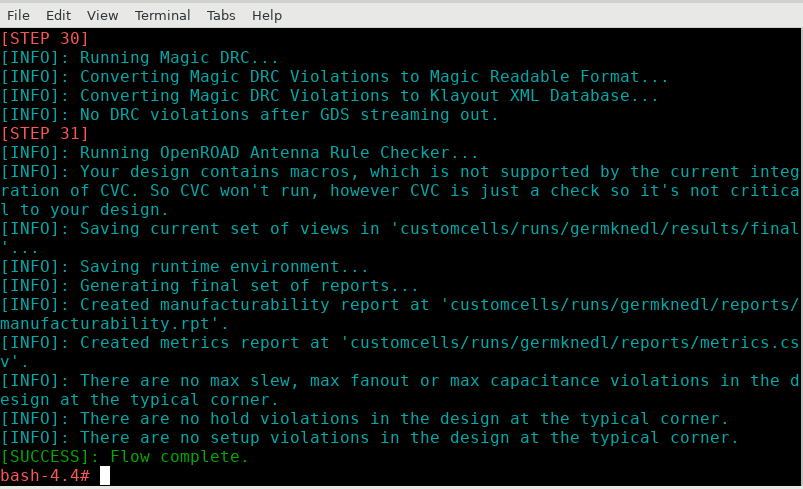 File Edit View Terminal Tabs Help
[STEP 30]
[INFO]: Running Magic DRC...
[INFO]: Converting Magic DRC Violations to Magic Readable Format...
[INFO]: Converting Magic DRC Violations to Klayout XML Database...
[INFO]: No DRC violations after GDS streaming out.
[STEP 31]
[INFO]: Running OpenROAD Antenna Rule Checker...
[INFO]: Your design contains macros, which is not supported by the current integ
ration of CVC. So CVC won't run, however CVC is just a check so it's not critica
l to your design.
[INFO]: Saving current set of views in 'customcells/runs/germknedl/results/final
'...
[INFO]: Saving runtime environment...
[INFO]: Generating final set of reports...
[INFO]: Created manufacturability report at 'customcells/runs/germknedl/reports/
manufacturability.rpt'.
[INFO]: Created metrics report at 'customcells/runs/germknedl/reports/metrics.cs
v'.
[INFO]: There are no max slew, max fanout or max capacitance violations in the d
esign at the typical corner.
[INFO]: There are no hold violations in the design at the typical corner.
[INFO]: There are no setup violations in the design at the typical corner.
[SUCCESS]: Flow complete.
bash-4.4#